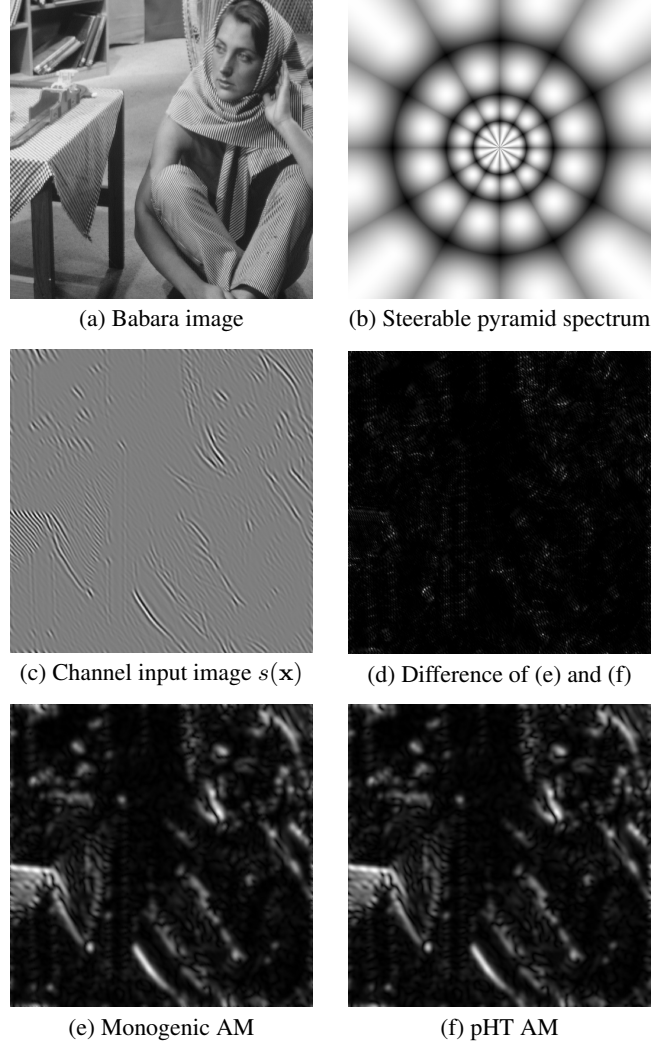 (a) Babara image
(b) Steerable pyramid spectrum
(c) Channel input image s(x)
(d) Difference of (e) and (f)
(e) Monogenic AM
(f) pHT AM